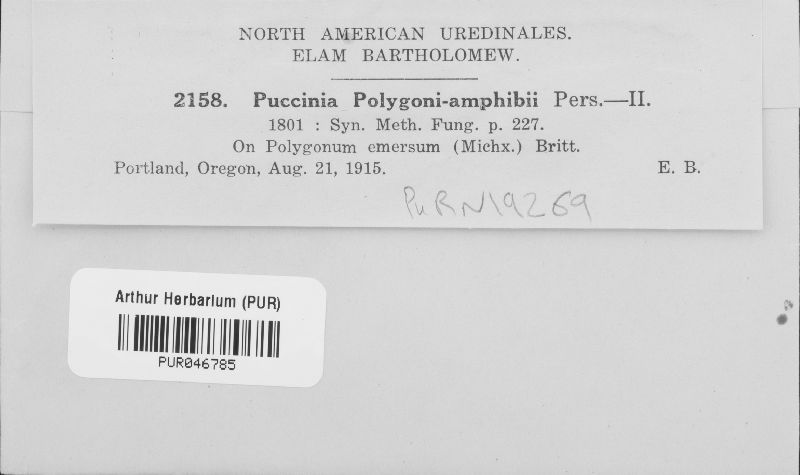 NORTH AMERICAN UREDINALES.
ELAM BARTHOLOMEW.
2158. Puccinia Polygoni-amphibii Pers.—II.
1801 : Syn. Meth. Fung. p. 227.
On Polygonum emersum (Michx.) Britt.
Portland, Oregon, Aug. 21, 1915. E. B.
PuRN19269
Arthur Herbarium (PUR)
PUR046785